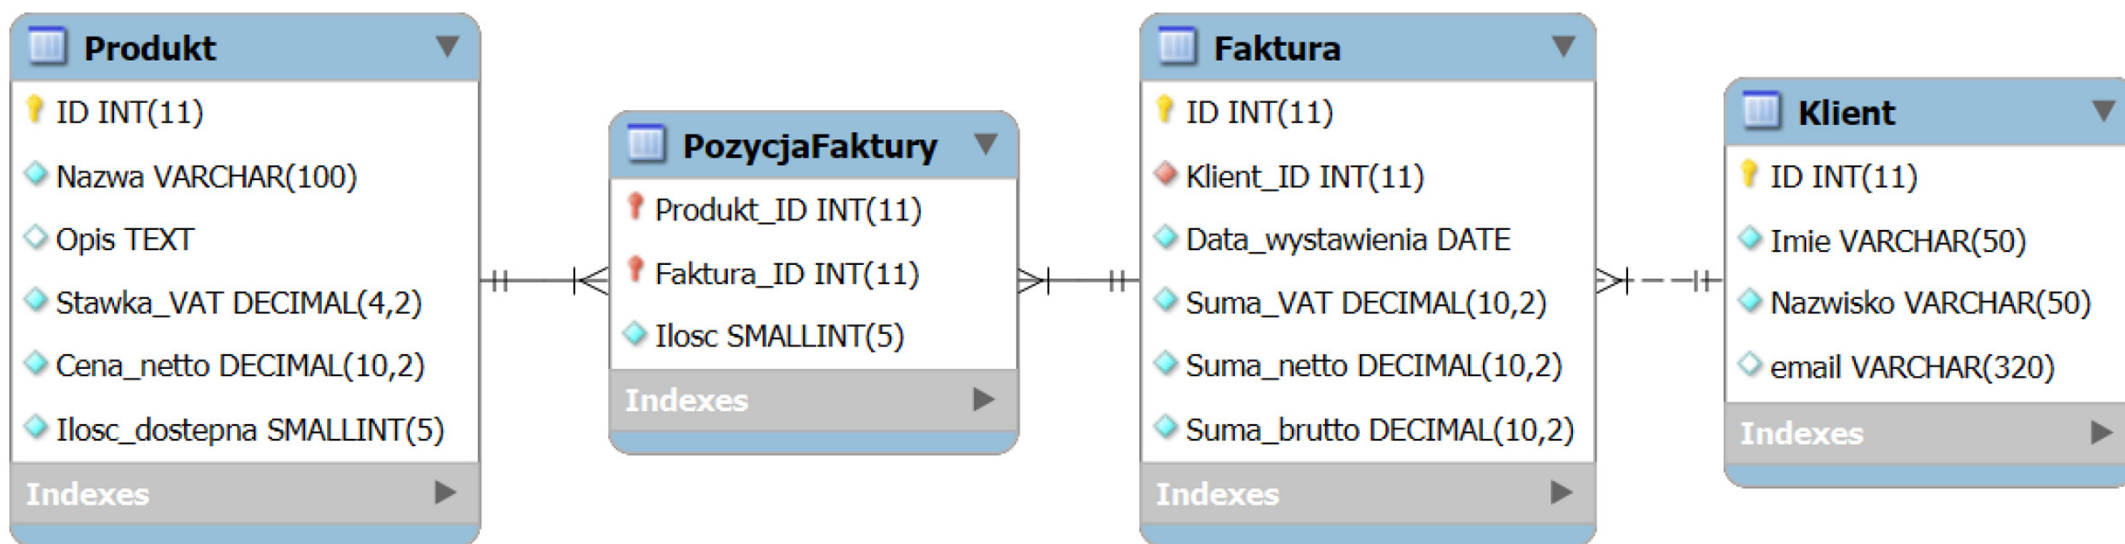 Produkt
ID INT(11)
Nazwa VARCHAR(100)
Opis TEXT
Stawka_VAT DECIMAL(4,2)
Cena_netto DECIMAL(10,2)
Ilosc_dostepna SMALLINT(5)
Indexes
PozycjaFaktury
Produkt_ID INT(11)
Faktura_ID INT(11)
Ilosc SMALLINT(5)
Indexes
Faktura
ID INT(11)
Klient_ID INT(11)
Data_wystawienia DATE
Suma_VAT DECIMAL(10,2)
Suma_netto DECIMAL(10,2)
Suma_brutto DECIMAL(10,2)
Indexes
Klient
ID INT(11)
Imie VARCHAR(50)
Nazwisko VARCHAR(50)
email VARCHAR(320)
Indexes